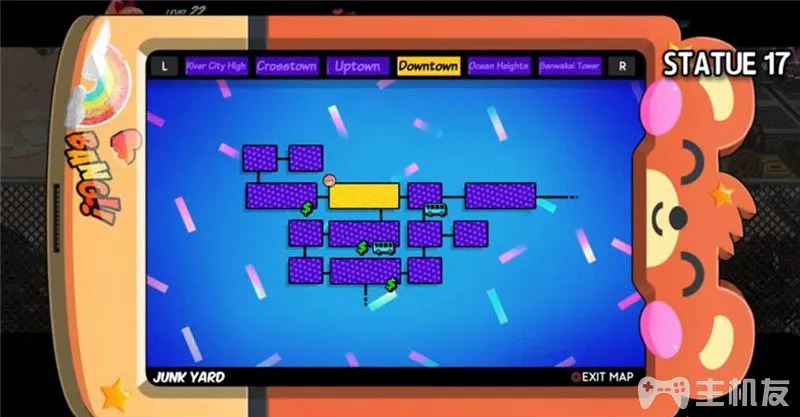 LEVEL 22
L River City High Crosstown Uptown Downtown Ocean Heights Sanwakai Tower R
STATUE 17
BANG!!
$
$
$
JUNK YARD
EXIT MAP
主机友